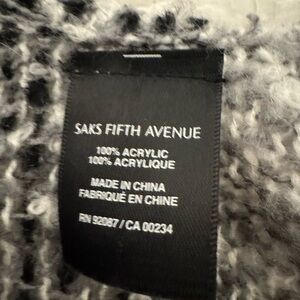 SAKS FIFTH AVENUE
100% ACRYLIC
100% ACRYLIQUE
MADE IN CHINA
FABRIQUÉ EN CHINE
RN 92087 / CA 00234